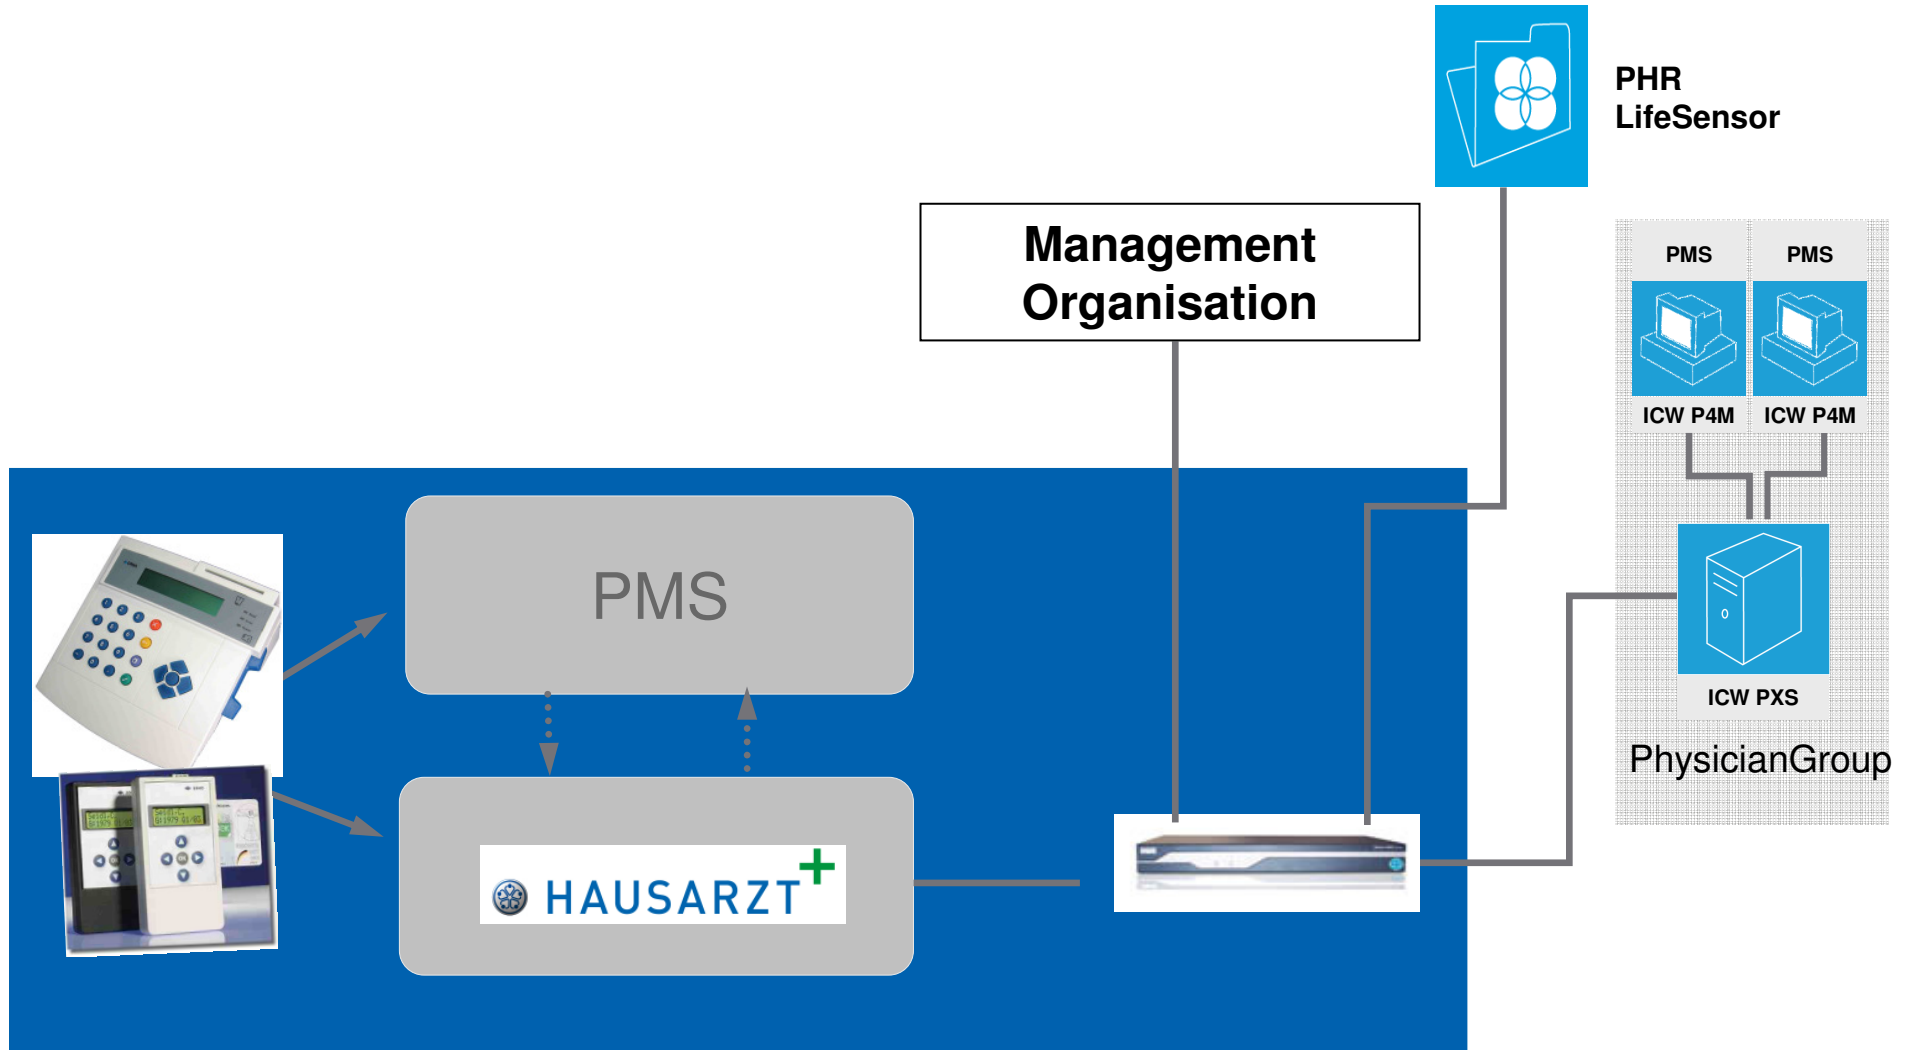 PHR
LifeSensor
Management
Organisation
PMS
PMS
ICW P4M
ICW P4M
PMS
ICW PXS
PhysicianGroup
HAUSARZT+